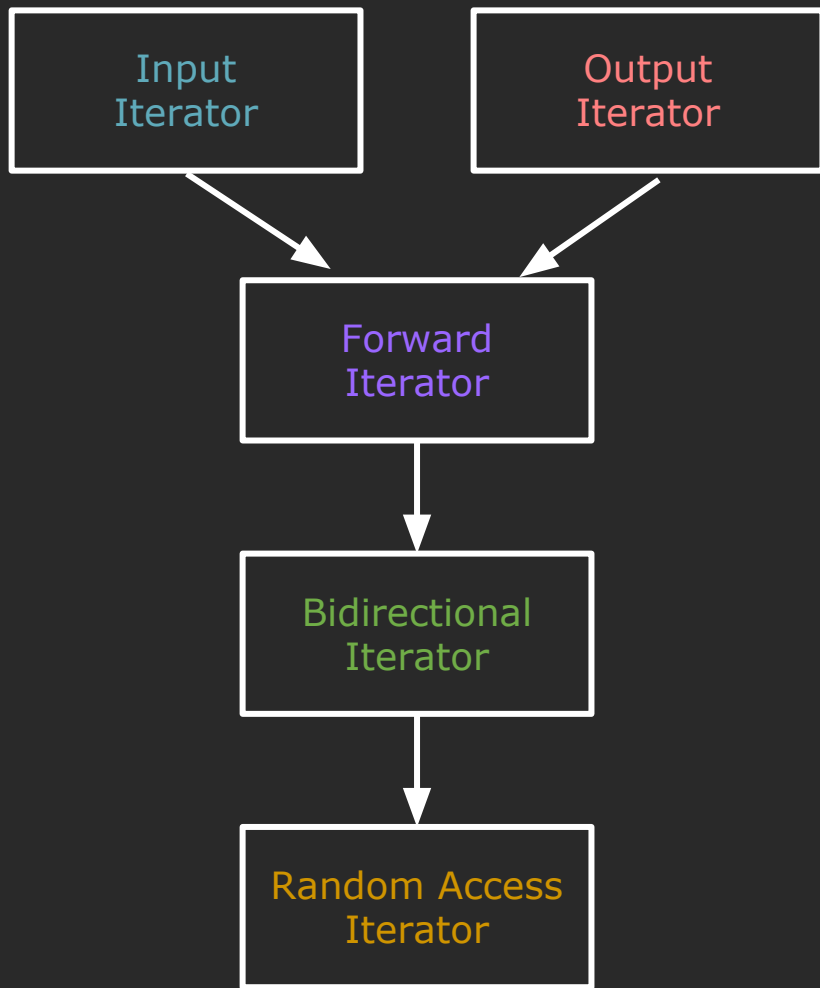 Input
Iterator
Output
Iterator
Forward
Iterator
Bidirectional
Iterator
Random Access
Iterator